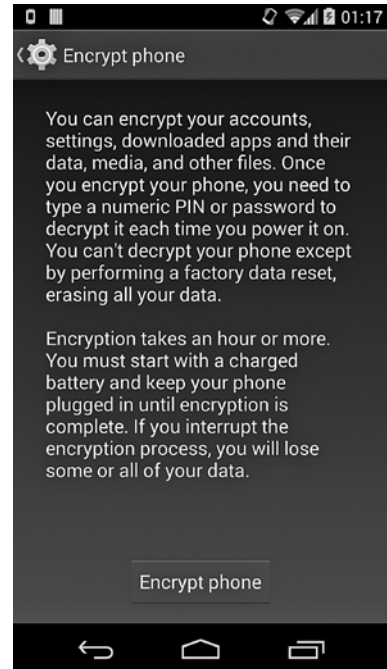 01:17
Encrypt phone
You can encrypt your accounts,
settings, downloaded apps and their
data, media, and other files. Once
you encrypt your phone, you need to
type a numeric PIN or password to
decrypt it each time you power it on.
You can't decrypt your phone except
by performing a factory data reset,
erasing all your data.
Encryption takes an hour or more.
You must start with a charged
battery and keep your phone
plugged in until encryption is
complete. If you interrupt the
encryption process, you will lose
some or all of your data.
Encrypt phone